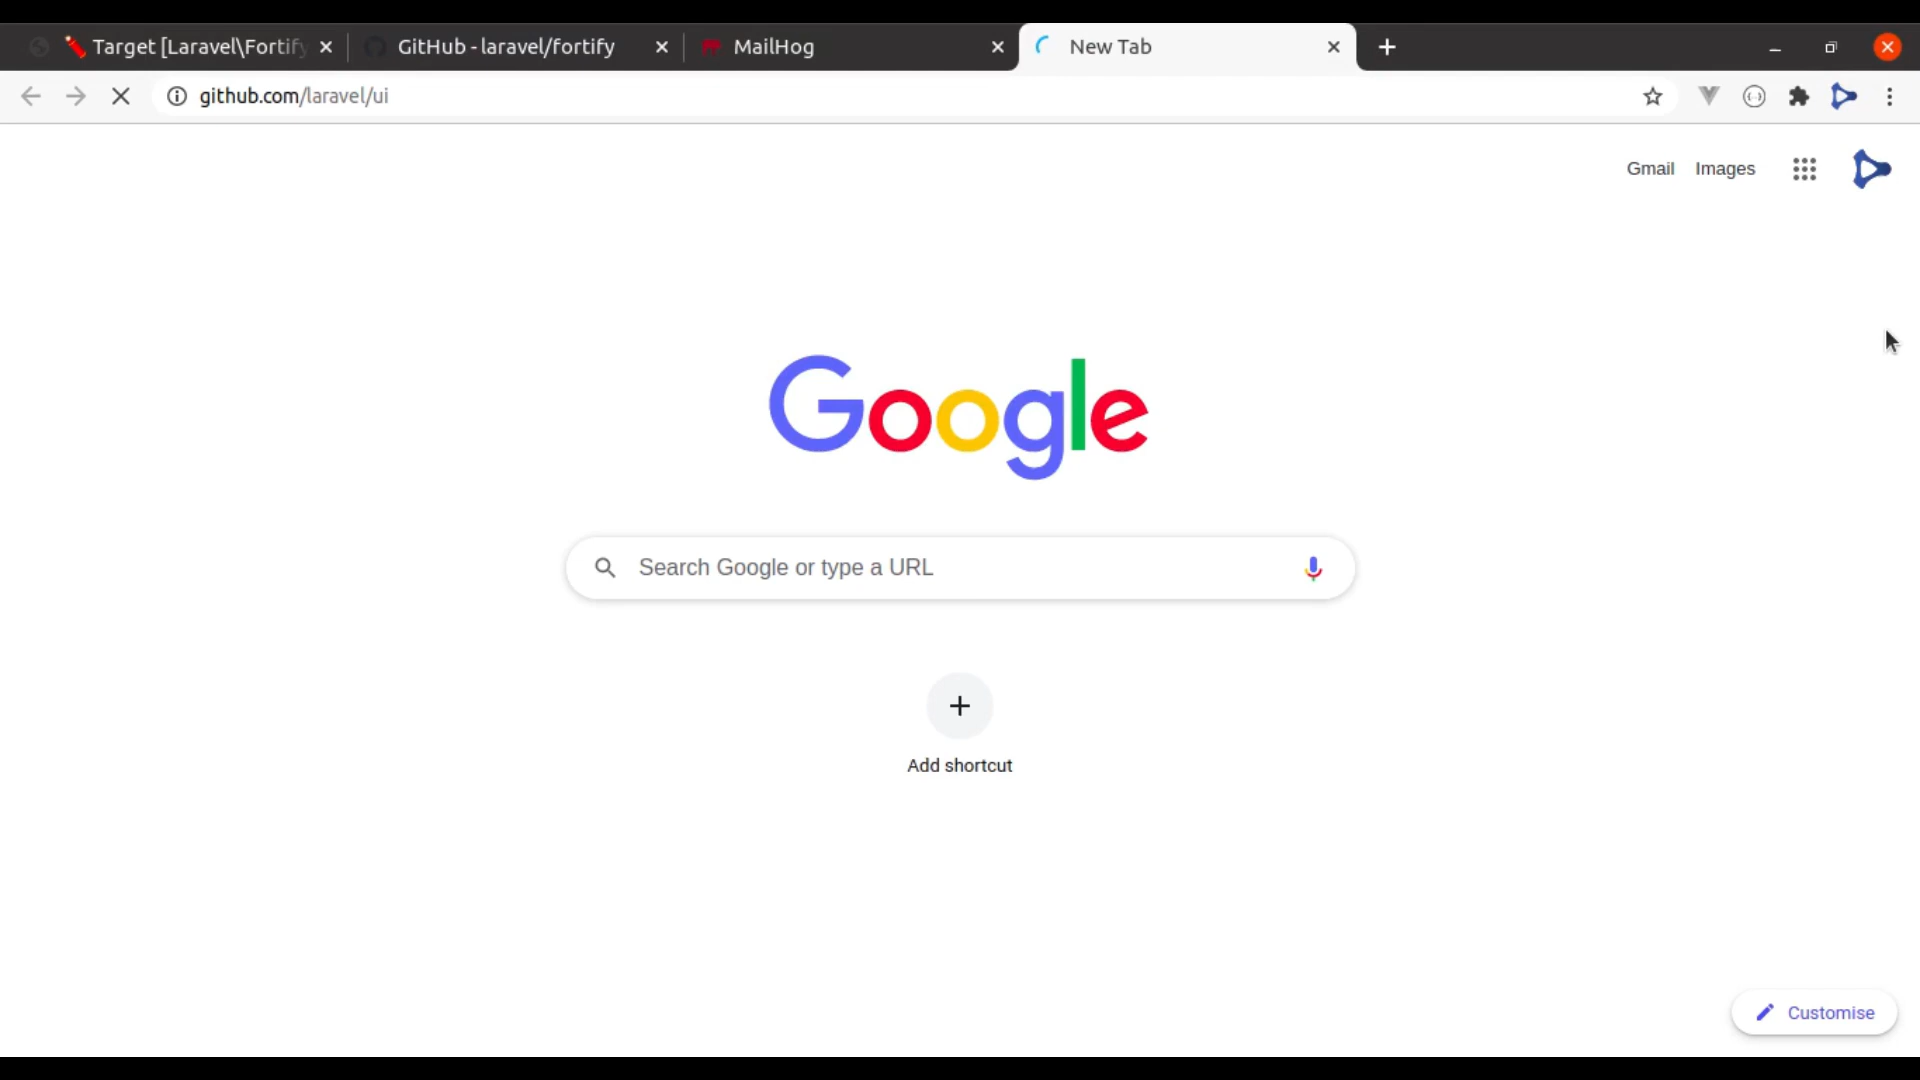 Target [Laravel\Fortify
GitHub - laravel/fortify
MailHog
New Tab
github.com/laravel/ui
Gmail
Images
Google
Search Google or type a URL
Add shortcut
Customise